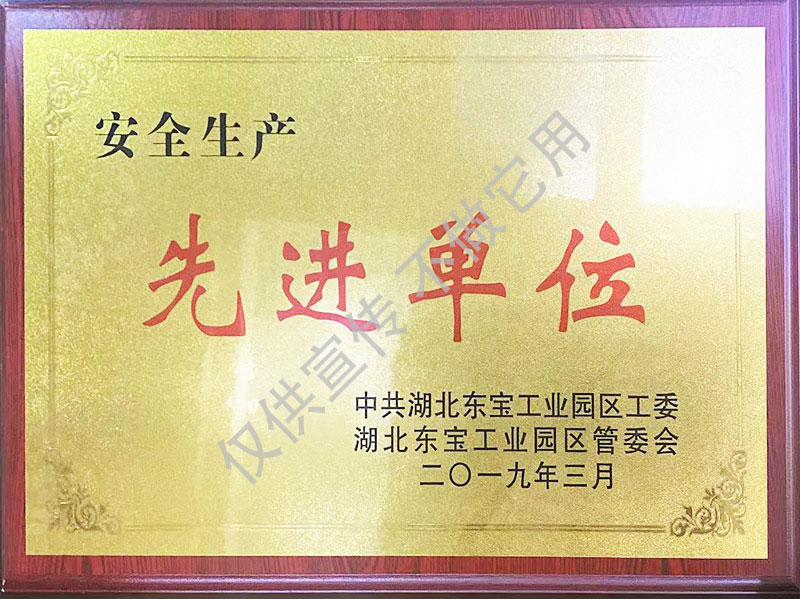 安全生产
先进单位
中共湖北东宝工业园区工委
湖北东宝工业园区管委会
二〇一九年三月
仅供宣传 不做它用